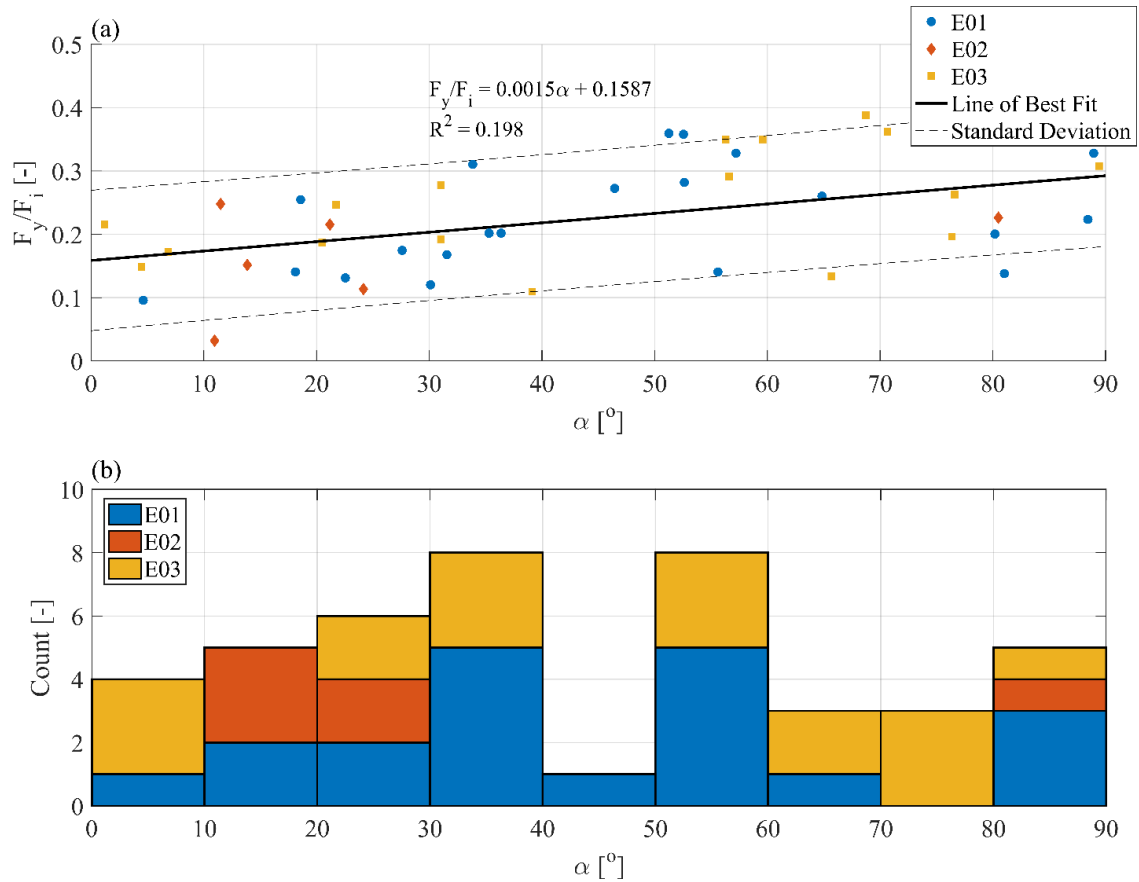 (a)
E01
E02
E03
Line of Best Fit
Standard Deviation
F_y/F_i = 0.0015α + 0.1587
R² = 0.198
0.5
0.4
0.3
0.2
0.1
0
F_y/F_i [-]
0 10 20 30 40 50 60 70 80 90
α [°]
(b)
E01
E02
E03
10
8
6
4
2
0
Count [-]
0 10 20 30 40 50 60 70 80 90
α [°]